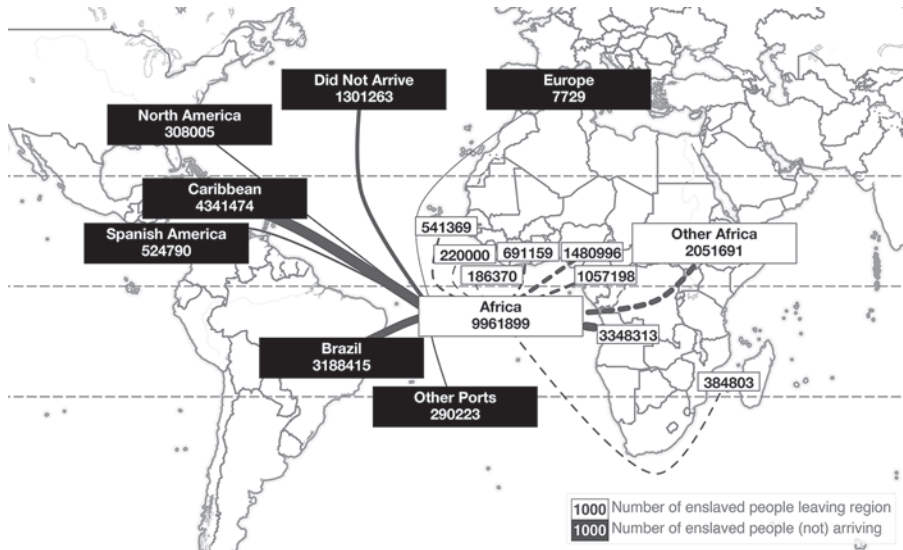 Did Not Arrive
1301263
Europe
7729
North America
308005
Caribbean
4341474
Spanish America
524790
541369
220000
691159
1480996
186370
1057198
Other Africa
2051691
Africa
9961899
3348313
Brazil
3188415
384803
Other Ports
290223
1000 Number of enslaved people leaving region
1000 Number of enslaved people (not) arriving